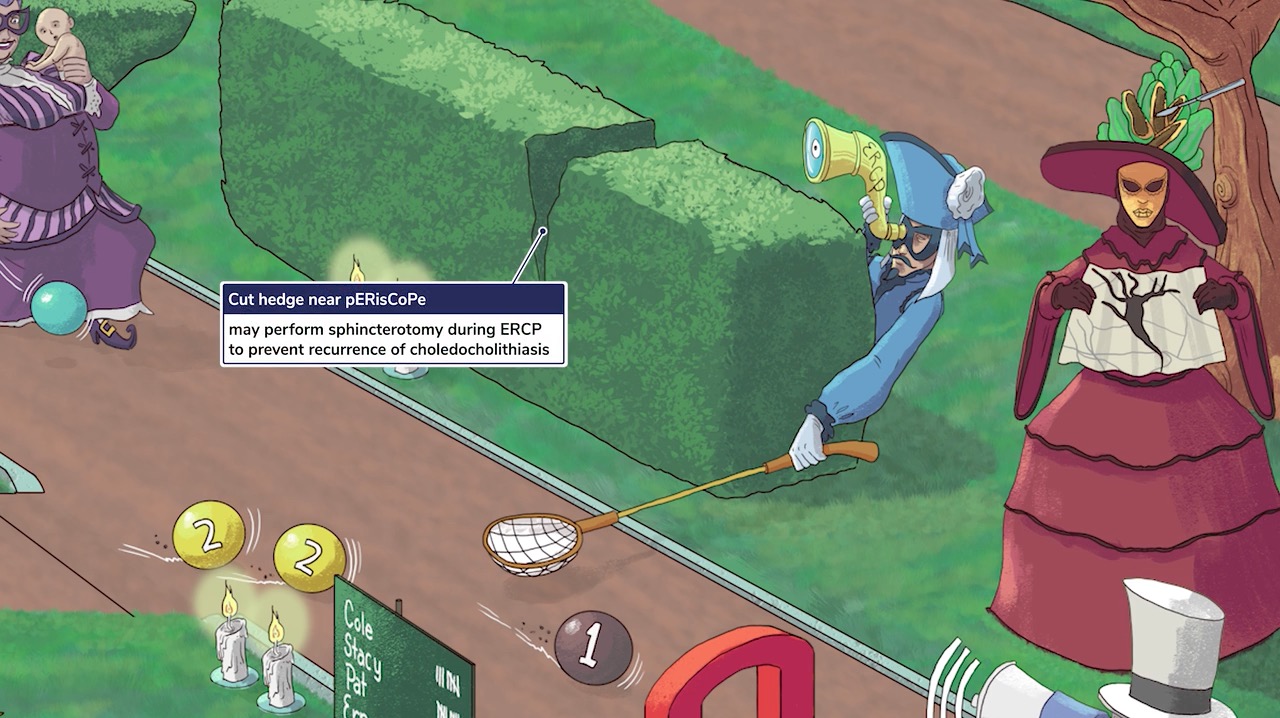 ERCP
Cut hedge near pERisCoPe
may perform sphincterotomy during ERCP
to prevent recurrence of choledocholithiasis
2
2
1
Cole
Stacy
Pat